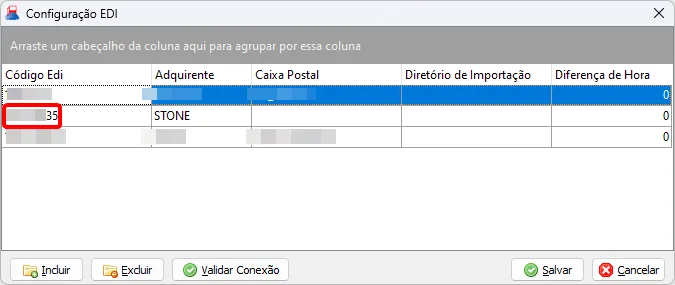 Configuração EDI
Arraste um cabeçalho da coluna aqui para agrupar por essa coluna
Código Edi Adquirente Caixa Postal Diretório de Importação Diferença de Hora
0
35 STONE 0
0
Incluir Excluir Validar Conexão Salvar Cancelar